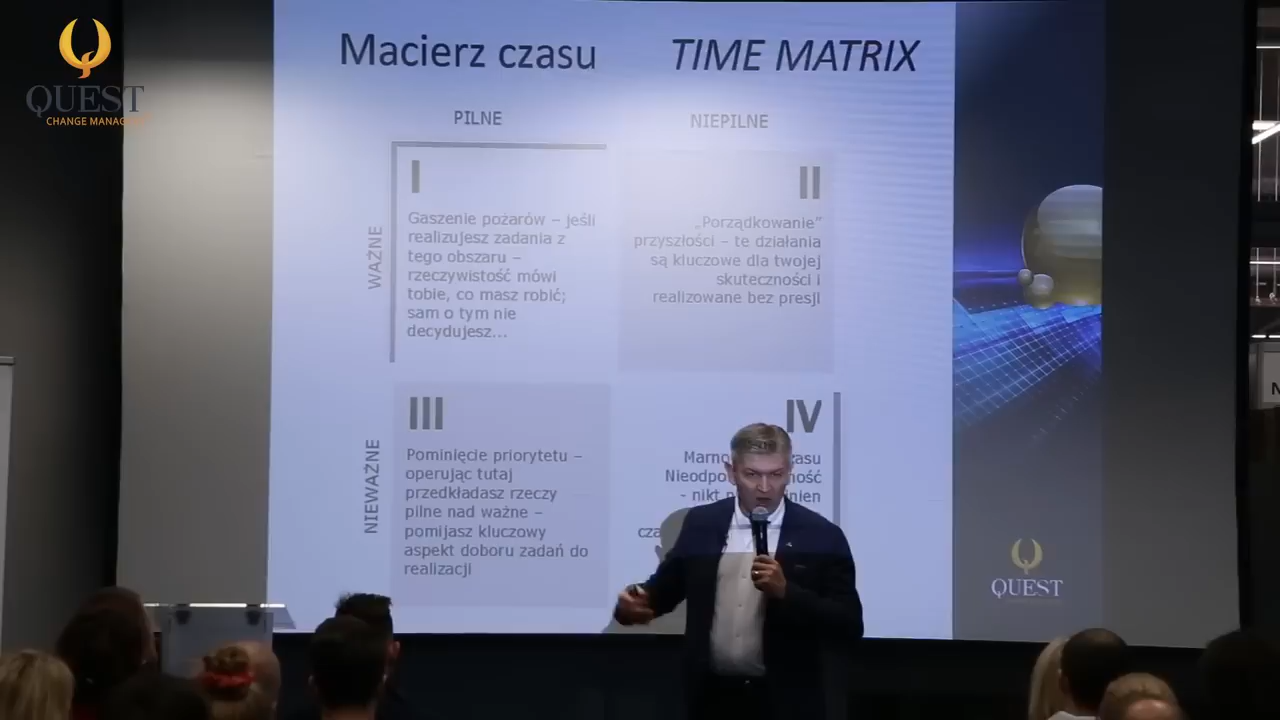 QUEST
CHANGE
Macierz czasu
TIME MATRIX
PILNE
NIEPILNE
WAŻNE
I
Gaszenie pożarów – jeśli
realizujesz zadania z
tego obszaru –
rzeczywistość mówi
tobie, co masz robić;
sam o tym nie
decydujesz...
II
„Porządkowanie”
przyszłości – te działania
są kluczowe dla twojej
skuteczności i
realizowane bez presji
NIEWAŻNE
III
Pominięcie priorytetu –
operując tutaj
przedkładasz rzeczy
pilne nad ważne –
pomijasz kluczowy
aspekt doboru zadań do
realizacji
IV
- nikt
QUEST
N